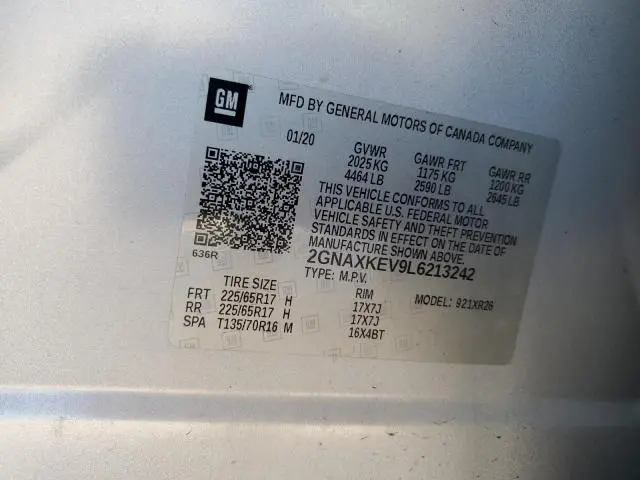 GM
MFD BY GENERAL MOTORS OF CANADA COMPANY
01/20
GVWR GAWR FRT GAWR RR
2025 KG 1175 KG 1200 KG
4464 LB 2590 LB 2645 LB
THIS VEHICLE CONFORMS TO ALL
APPLICABLE U.S. FEDERAL MOTOR
VEHICLE SAFETY AND THEFT PREVENTION
STANDARDS IN EFFECT ON THE DATE OF
MANUFACTURE SHOWN ABOVE.
636R
2GNAXKEV9L6213242
TYPE: M.P.V. MODEL: 921XR26
TIRE SIZE RIM
FRT 225/65R17 H 17X7J
RR 225/65R17 H 17X7J
SPA T135/70R16 M 16X4BT